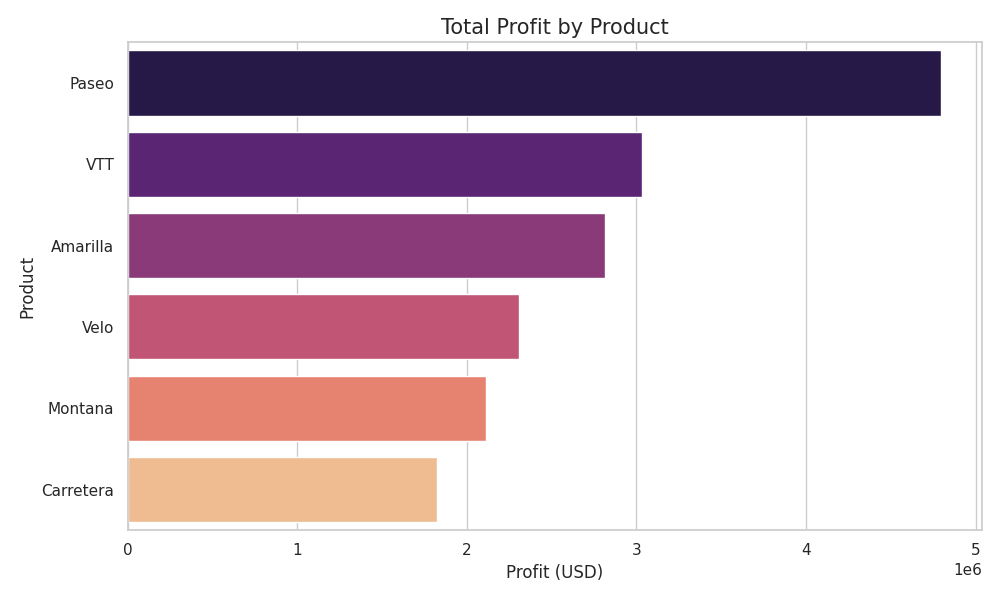 Total Profit by Product
Product
Paseo
VTT
Amarilla
Velo
Montana
Carretera
0 1 2 3 4 5
1e6
Profit (USD)